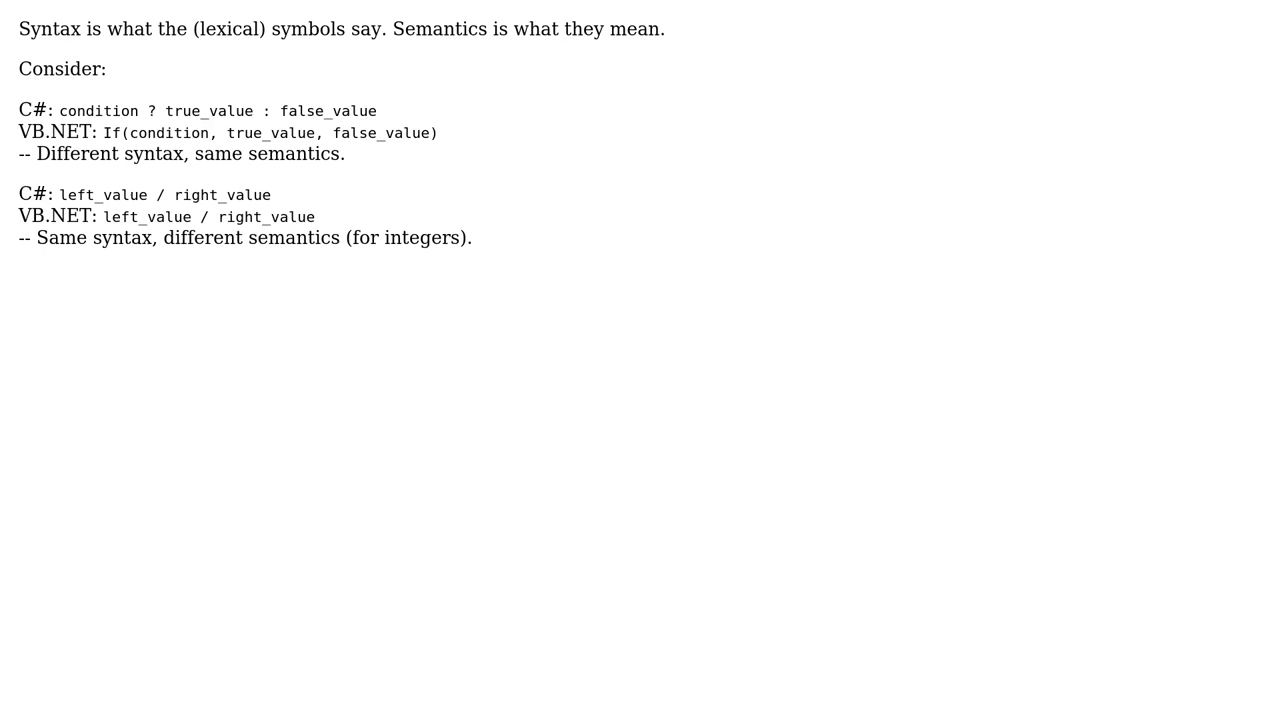 Syntax is what the (lexical) symbols say. Semantics is what they mean.
Consider:
C#: condition ? true_value : false_value
VB.NET: If(condition, true_value, false_value)
-- Different syntax, same semantics.
C#: left_value / right_value
VB.NET: left_value / right_value
-- Same syntax, different semantics (for integers).